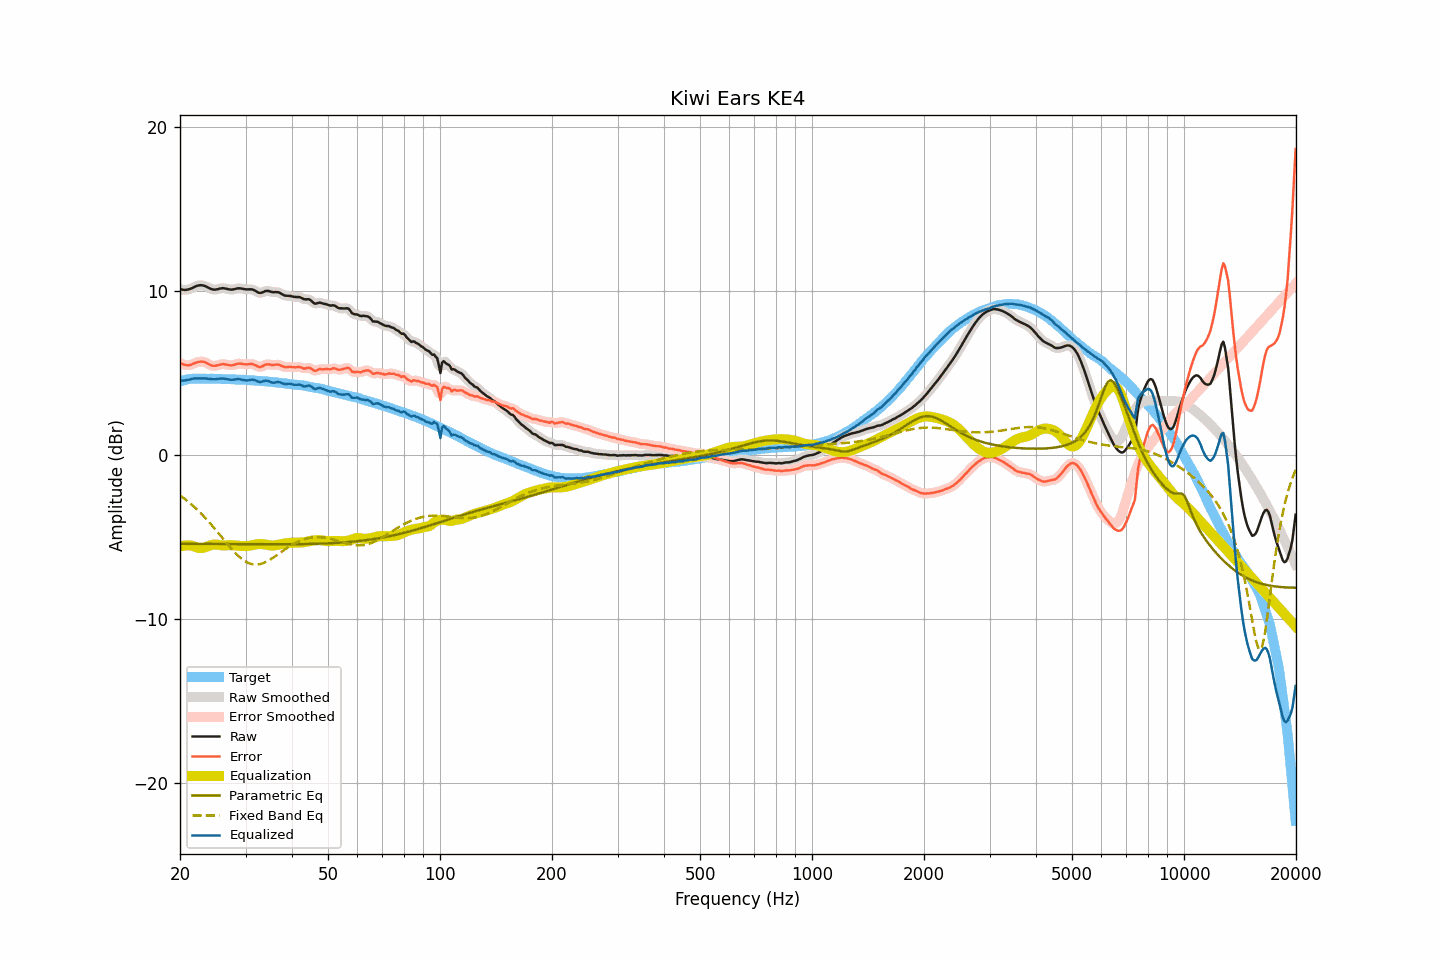 Kiwi Ears KE4
20
10
0
−10
−20
Amplitude (dBr)
Target
Raw Smoothed
Error Smoothed
Raw
Error
Equalization
Parametric Eq
Fixed Band Eq
Equalized
20 50 100 200 500 1000 2000 5000 10000 20000
Frequency (Hz)